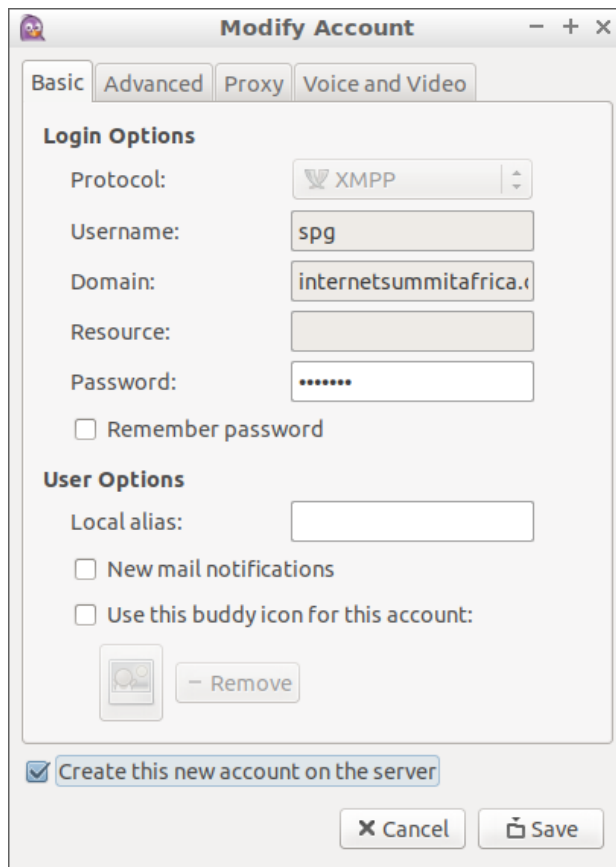 Modify Account
Basic Advanced Proxy Voice and Video
Login Options
Protocol: XMPP
Username: spg
Domain: internetsummitafrica.
Resource:
Password: •••••••
Remember password
User Options
Local alias:
New mail notifications
Use this buddy icon for this account:
Remove
Create this new account on the server
Cancel Save